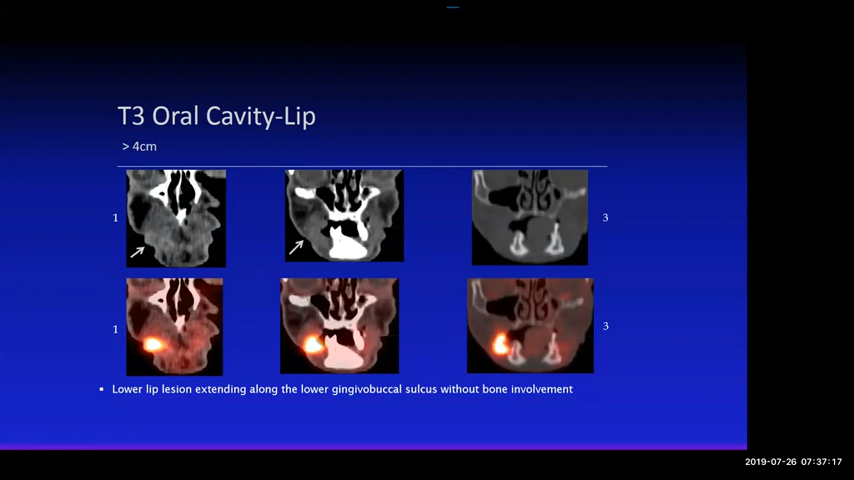 T3 Oral Cavity-Lip
> 4cm
1
3
1
3
▪ Lower lip lesion extending along the lower gingivobuccal sulcus without bone involvement
2019-07-26 07:37:17